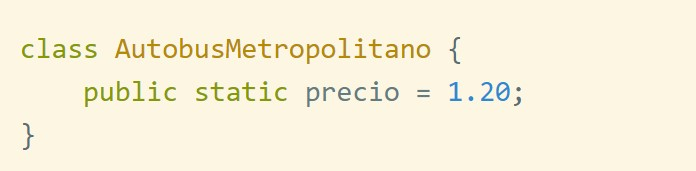 class AutobusMetropolitano {
    public static precio = 1.20;
}